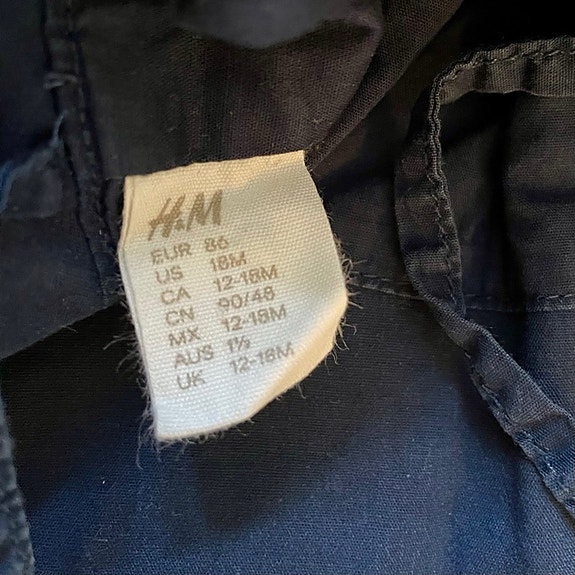 H&M
EUR 86
US 18M
CA 12-18M
CN 90/48
MX 12-18M
AUS 1½
UK 12-18M